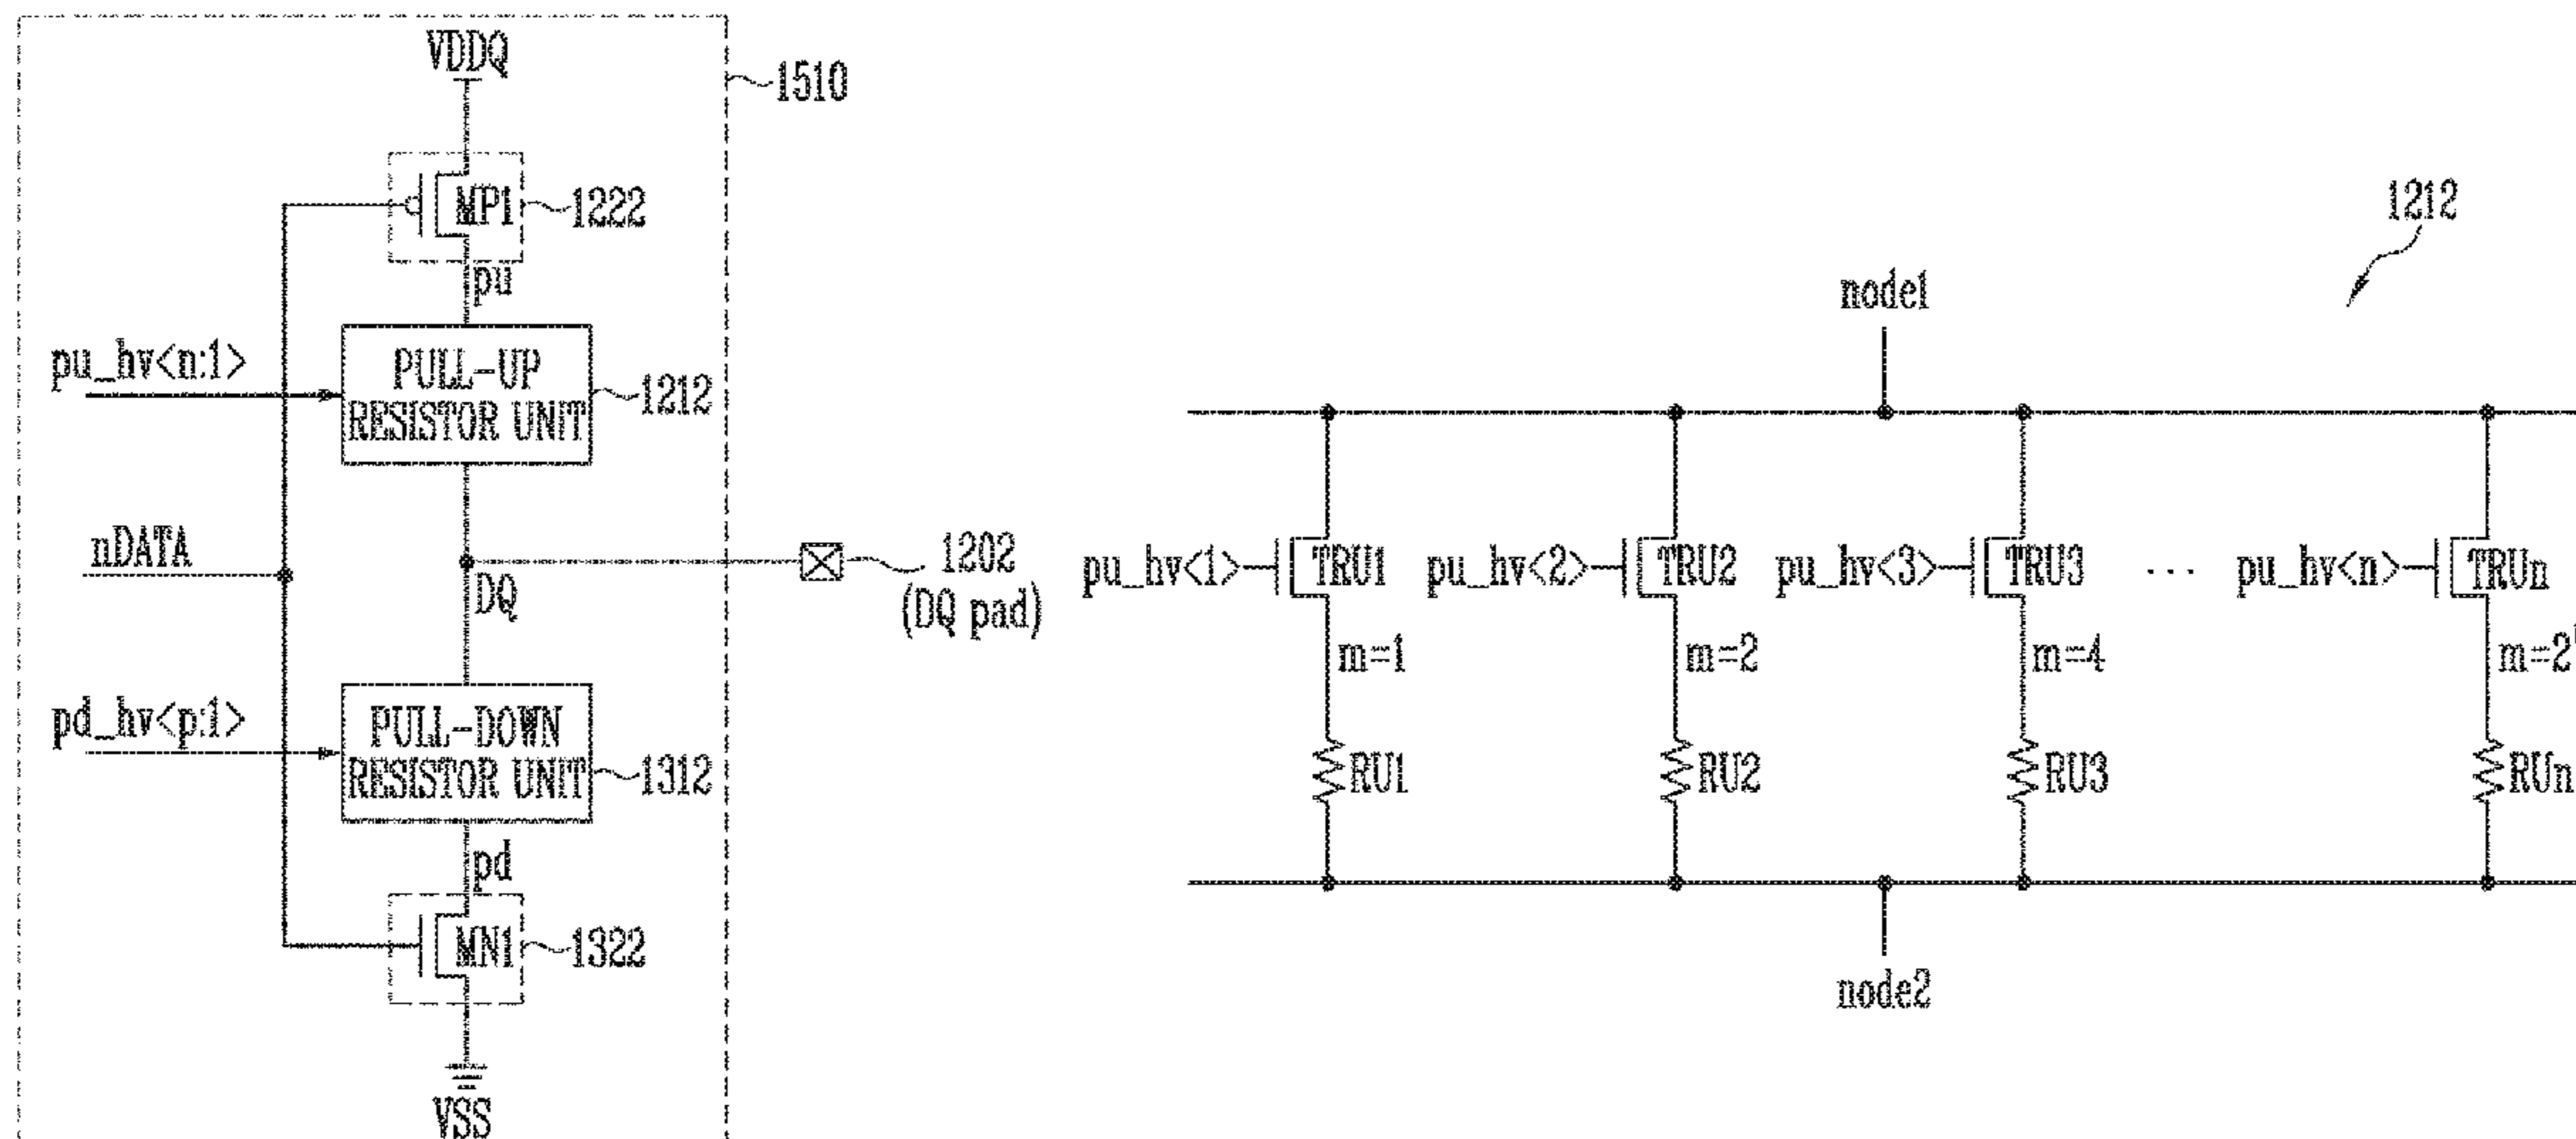 VDDQ
1510
MP1
1222
pu
pu_hv<n:1>
PULL-UP
RESISTOR UNIT
1212
nDATA
DQ
1202
(DQ pad)
pd_hv<p:1>
PULL-DOWN
RESISTOR UNIT
1312
pd
MN1
1322
VSS
1212
node1
pu_hv<1>
TRU1
pu_hv<2>
TRU2
pu_hv<3>
TRU3
...
pu_hv<n>
TRUn
m=1
m=2
m=4
m=2
RU1
RU2
RU3
RUn
node2